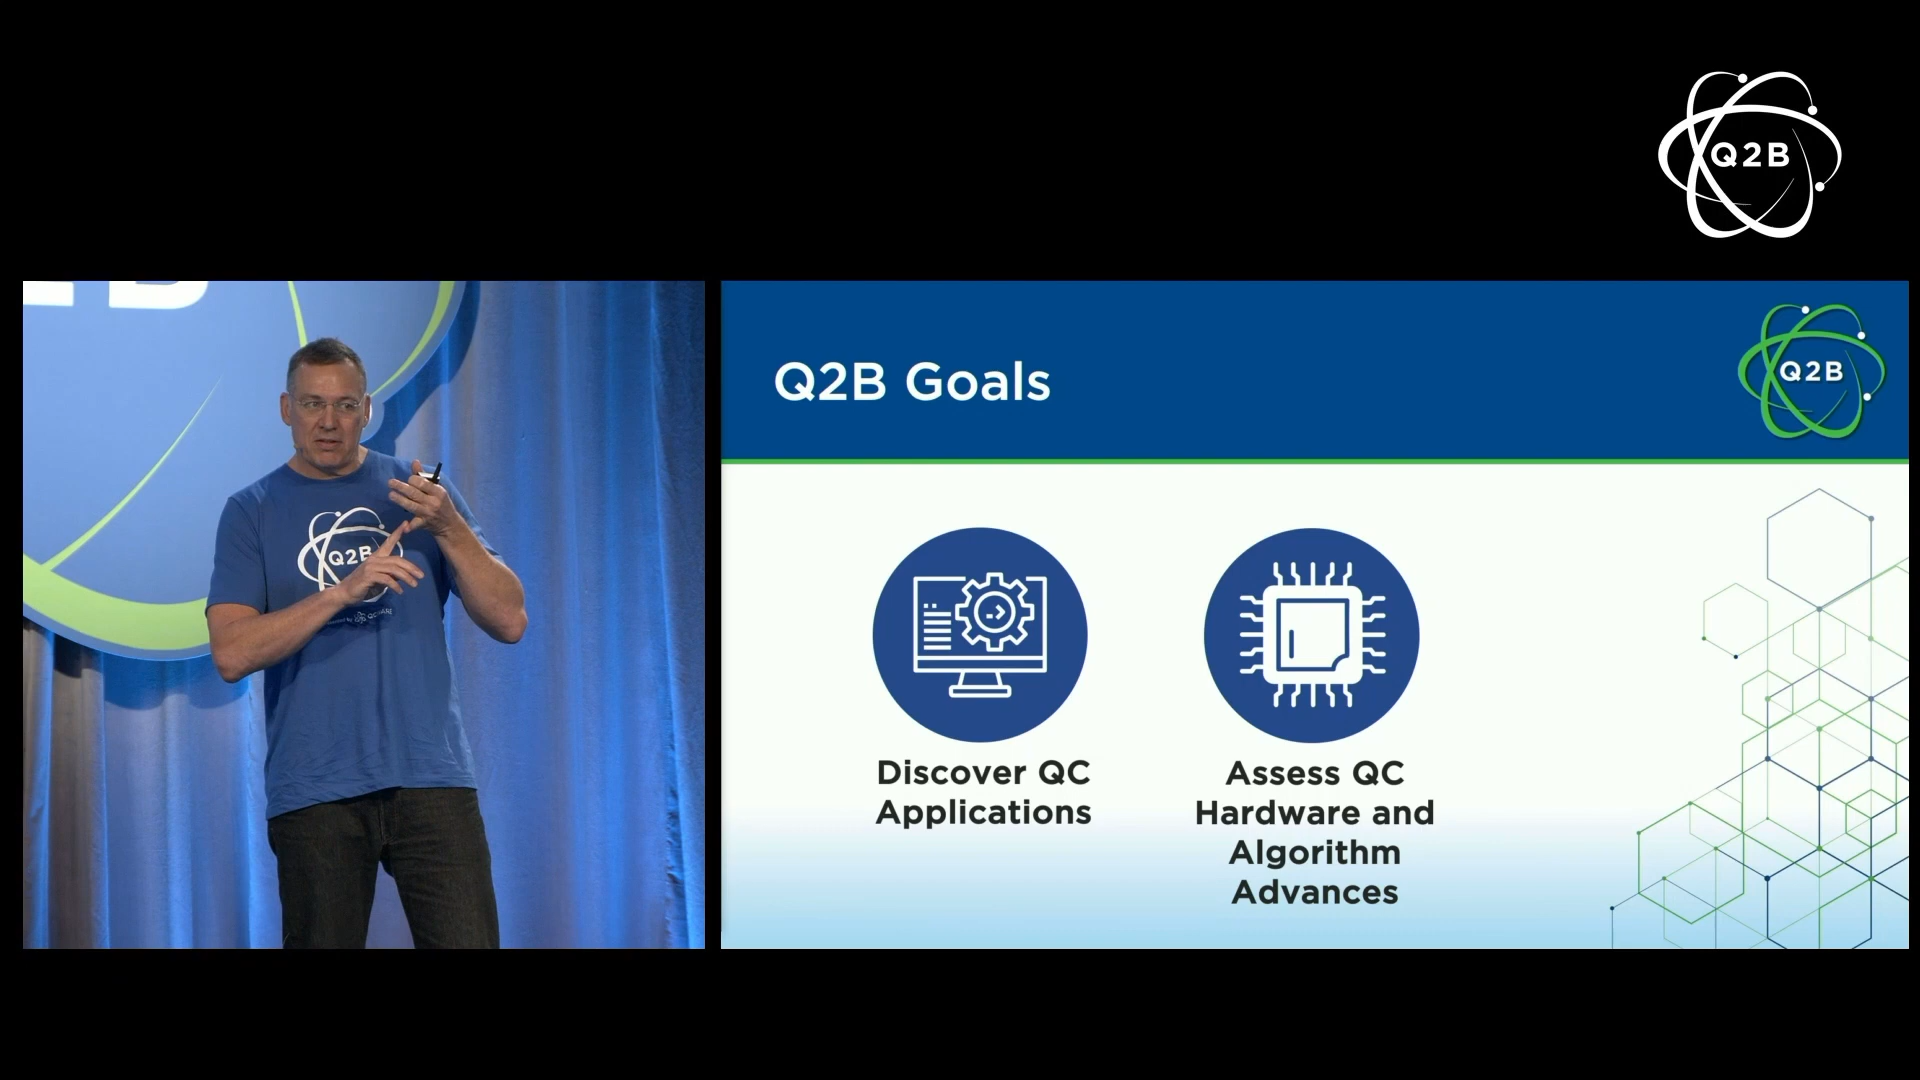 Q2B
Q2B Goals
Q2B
Q2B
Discover QC
Applications
Assess QC
Hardware and
Algorithm
Advances